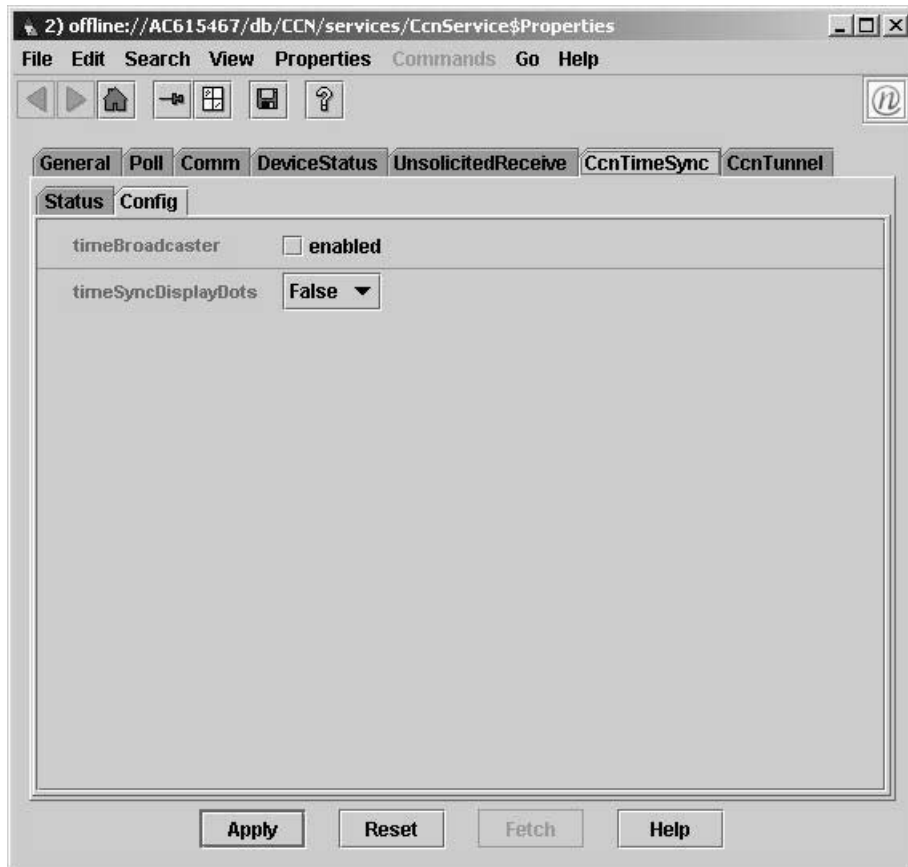 2) offline://AC615467/db/CCN/services/CcnService$Properties
File Edit Search View Properties Commands Go Help
n
General Poll Comm DeviceStatus UnsolicitedReceive CcnTimeSync CcnTunnel
Status Config
timeBroadcaster enabled
timeSyncDisplayDots False
Apply Reset Fetch Help